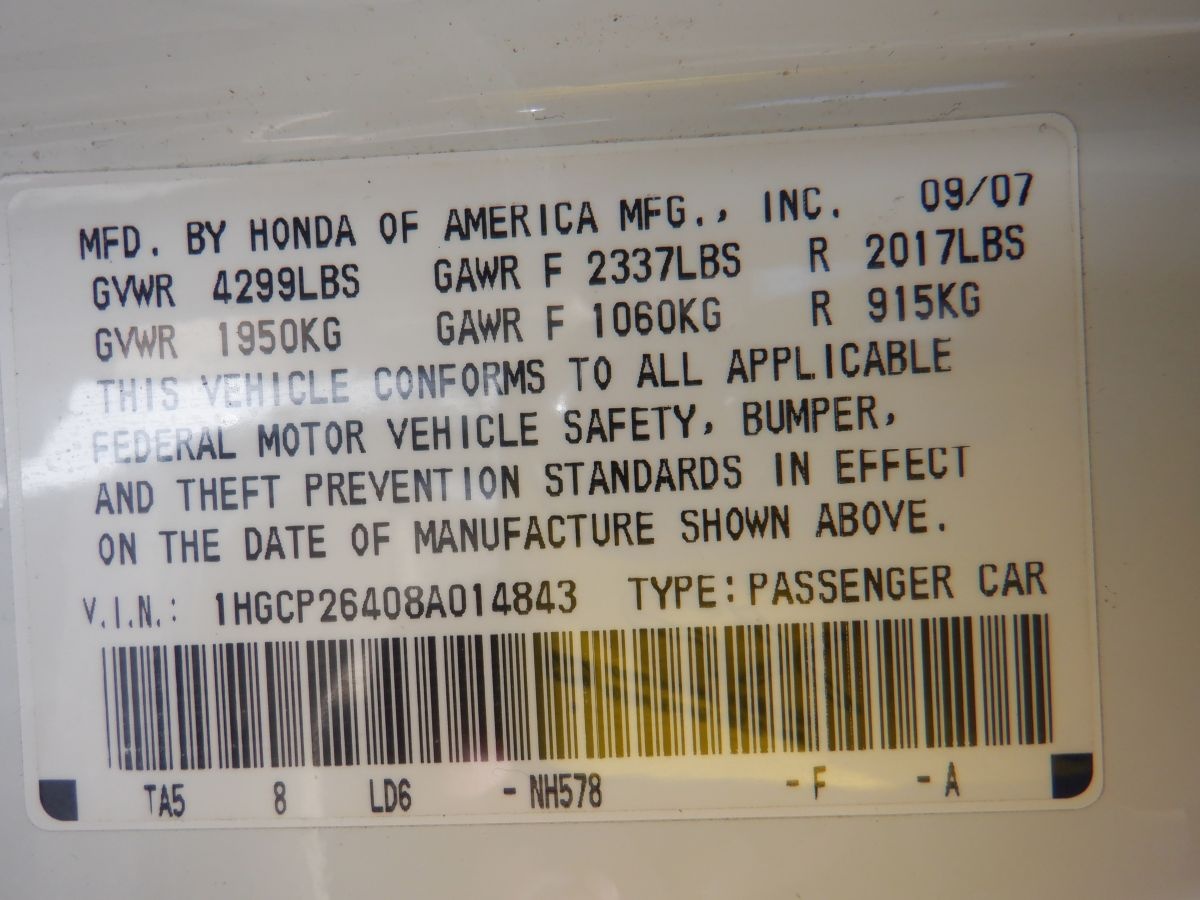 MFD. BY HONDA OF AMERICA MFG., INC. 09/07
GVWR 4299LBS GAWR F 2337LBS R 2017LBS
GVWR 1950KG GAWR F 1060KG R 915KG
THIS VEHICLE CONFORMS TO ALL APPLICABLE
FEDERAL MOTOR VEHICLE SAFETY, BUMPER,
AND THEFT PREVENTION STANDARDS IN EFFECT
ON THE DATE OF MANUFACTURE SHOWN ABOVE.
V.I.N.: 1HGCP26408A014843 TYPE: PASSENGER CAR
TA5 8 LD6 - NH578 - F - A